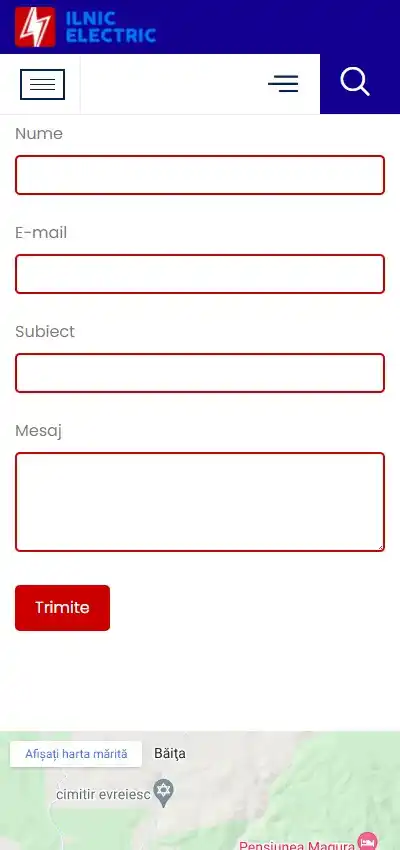 ILNIC
ELECTRIC
Nume
E-mail
Subiect
Mesaj
Trimite
Afișați harta mărită
Băița
cimitir evreiesc
Pensiunea Magura